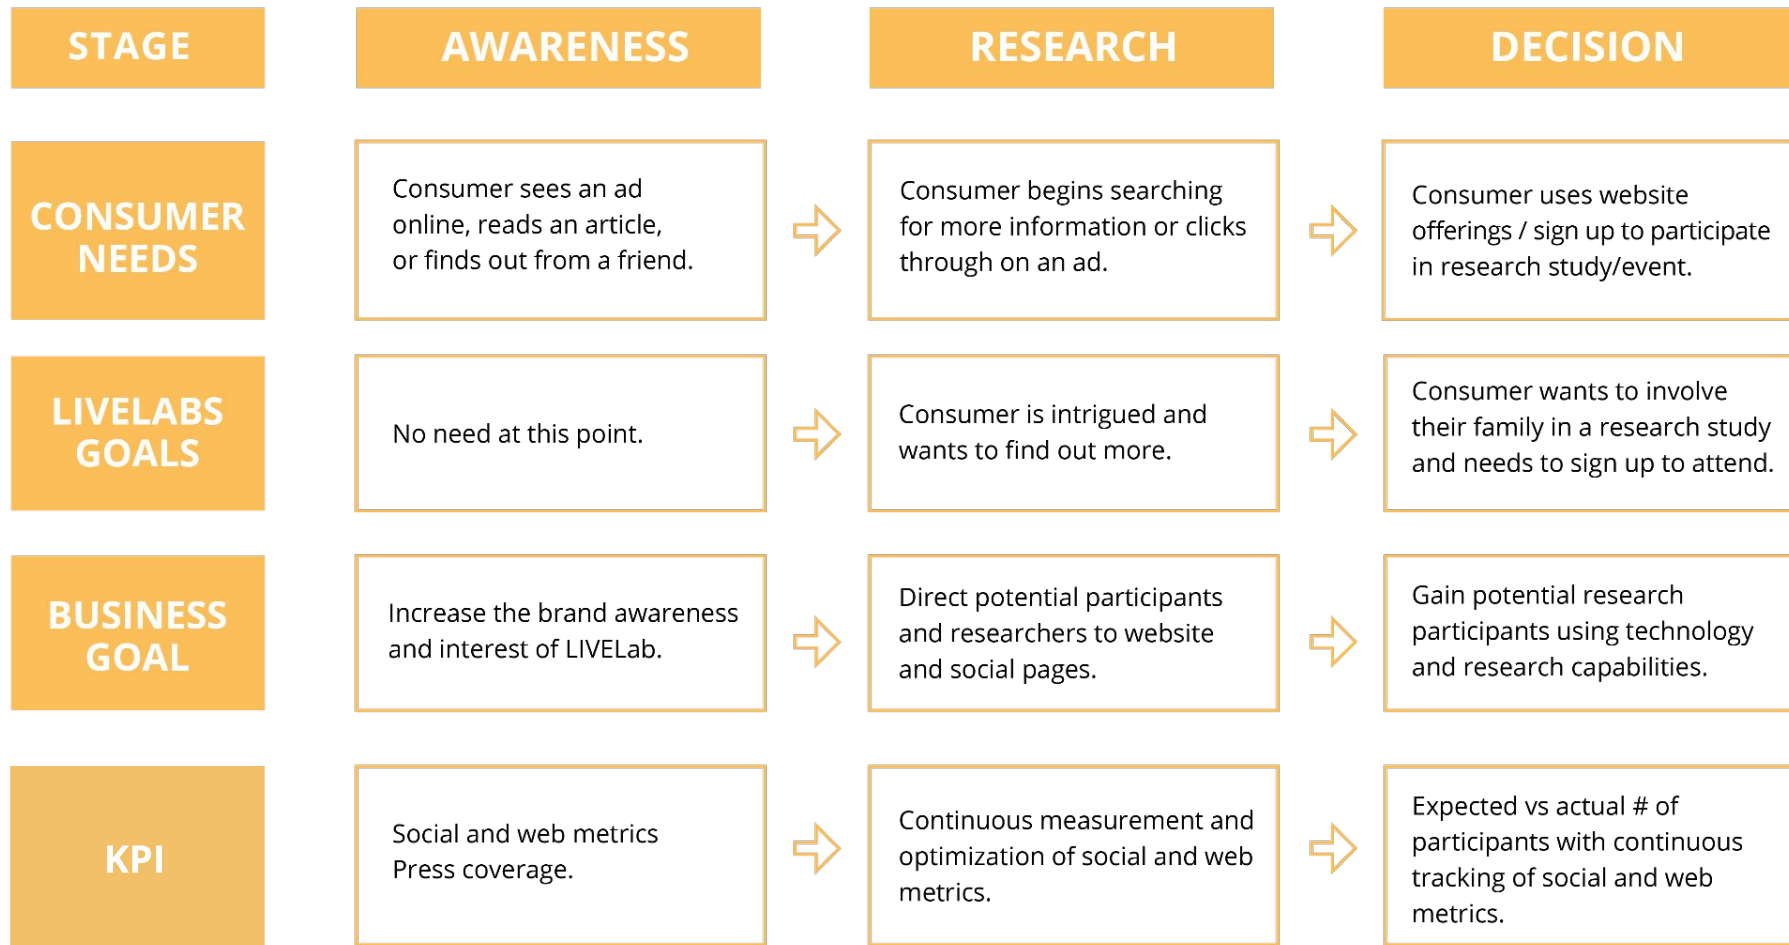 STAGE
AWARENESS
RESEARCH
DECISION
CONSUMER
NEEDS
Consumer sees an ad
online, reads an article,
or finds out from a friend.
Consumer begins searching
for more information or clicks
through on an ad.
Consumer uses website
offerings / sign up to participate
in research study/event.
LIVELABS
GOALS
No need at this point.
Consumer is intrigued and
wants to find out more.
Consumer wants to involve
their family in a research study
and needs to sign up to attend.
BUSINESS
GOAL
Increase the brand awareness
and interest of LIVELab.
Direct potential participants
and researchers to website
and social pages.
Gain potential research
participants using technology
and research capabilities.
KPI
Social and web metrics
Press coverage.
Continuous measurement and
optimization of social and web
metrics.
Expected vs actual # of
participants with continuous
tracking of social and web
metrics.